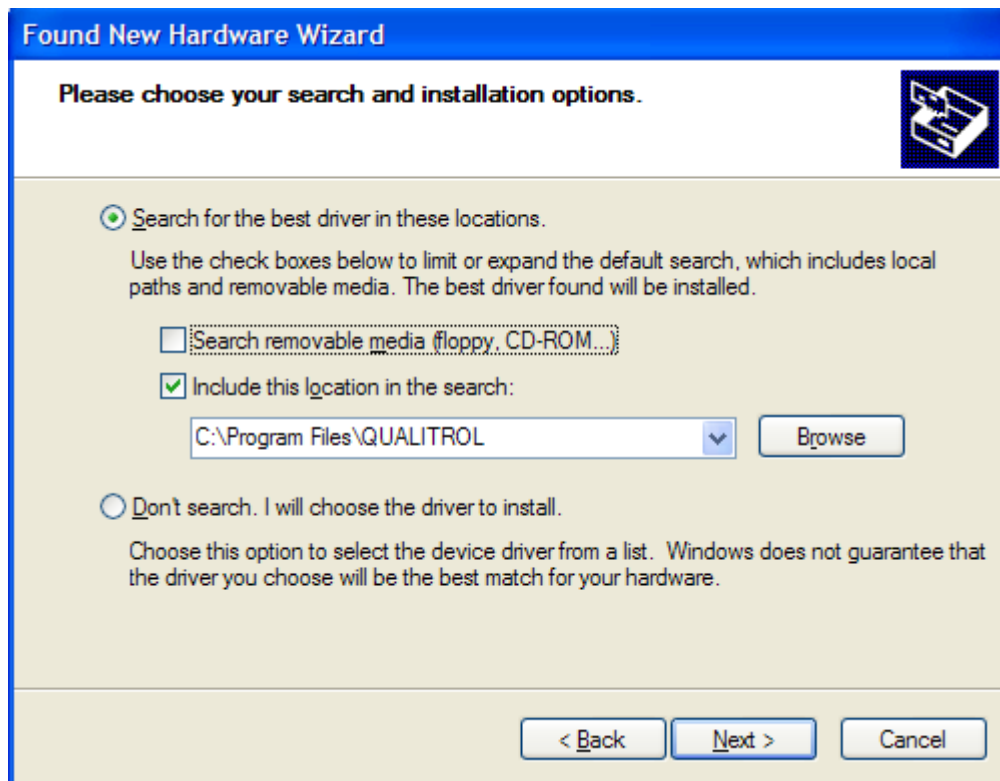 Found New Hardware Wizard
Please choose your search and installation options.
Search for the best driver in these locations.
Use the check boxes below to limit or expand the default search, which includes local
paths and removable media. The best driver found will be installed.
Search removable media (floppy, CD-ROM...)
Include this location in the search:
C:\Program Files\QUALITROL
Browse
Don't search. I will choose the driver to install.
Choose this option to select the device driver from a list.  Windows does not guarantee that
the driver you choose will be the best match for your hardware.
< Back Next > Cancel